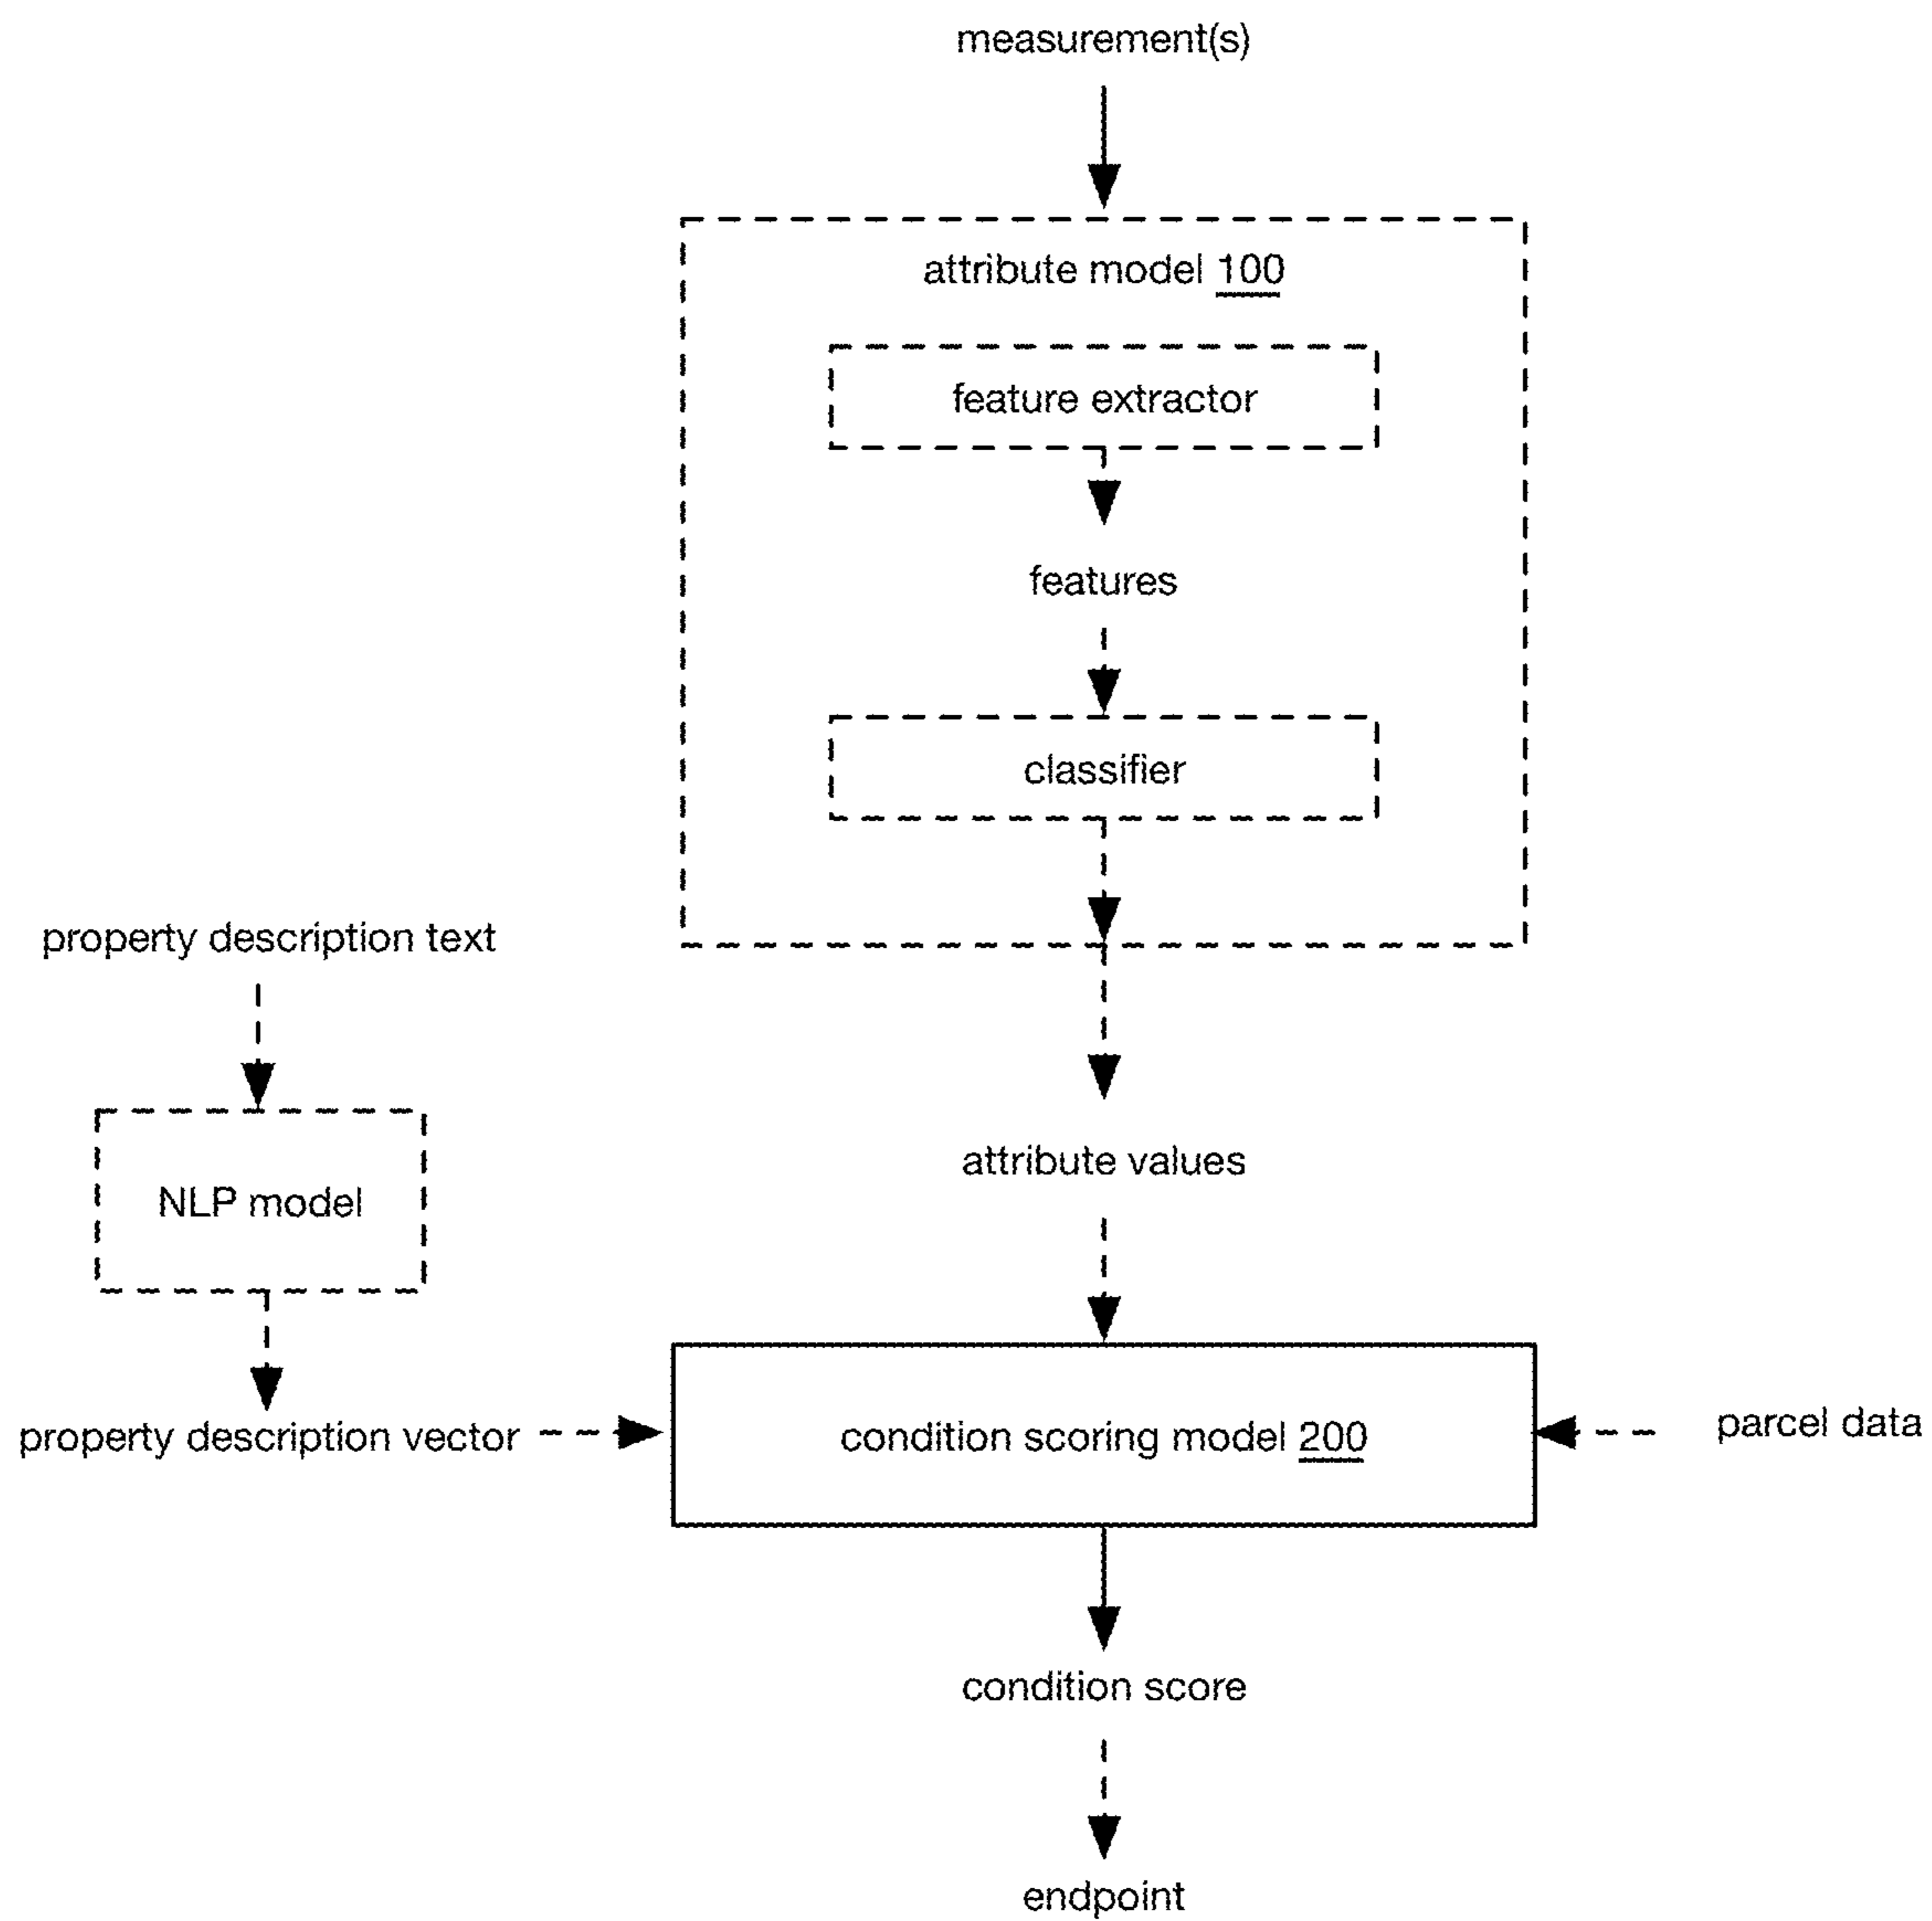 measurement(s)
attribute model 100
feature extractor
features
classifier
property description text
NLP model
attribute values
property description vector
condition scoring model 200
parcel data
condition score
endpoint